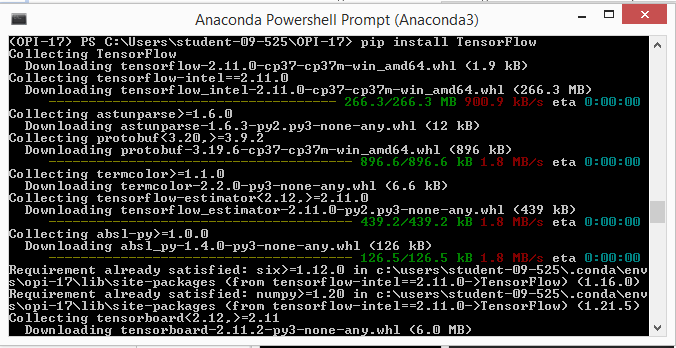 Anaconda Powershell Prompt (Anaconda3)
(OPI-17) PS C:\Users\student-09-525\OPI-17> pip install TensorFlow
Collecting TensorFlow
  Downloading tensorflow-2.11.0-cp37-cp37m-win_amd64.whl (1.9 kB)
Collecting tensorflow-intel==2.11.0
  Downloading tensorflow_intel-2.11.0-cp37-cp37m-win_amd64.whl (266.3 MB)
     ---------------------------------------- 266.3/266.3 MB 900.9 kB/s eta 0:00:00
Collecting astunparse>=1.6.0
  Downloading astunparse-1.6.3-py2.py3-none-any.whl (12 kB)
Collecting protobuf<3.20,>=3.9.2
  Downloading protobuf-3.19.6-cp37-cp37m-win_amd64.whl (896 kB)
     ---------------------------------------- 896.6/896.6 kB 1.8 MB/s eta 0:00:00
Collecting termcolor>=1.1.0
  Downloading termcolor-2.2.0-py3-none-any.whl (6.6 kB)
Collecting tensorflow-estimator<2.12,>=2.11.0
  Downloading tensorflow_estimator-2.11.0-py2.py3-none-any.whl (439 kB)
     ---------------------------------------- 439.2/439.2 kB 1.8 MB/s eta 0:00:00
Collecting absl-py>=1.0.0
  Downloading absl_py-1.4.0-py3-none-any.whl (126 kB)
     ---------------------------------------- 126.5/126.5 kB 1.8 MB/s eta 0:00:00
Requirement already satisfied: six>=1.12.0 in c:\users\student-09-525\.conda\env
s\opi-17\lib\site-packages (from tensorflow-intel==2.11.0->TensorFlow) (1.16.0)
Requirement already satisfied: numpy>=1.20 in c:\users\student-09-525\.conda\env
s\opi-17\lib\site-packages (from tensorflow-intel==2.11.0->TensorFlow) (1.21.5)
Collecting tensorboard<2.12,>=2.11
  Downloading tensorboard-2.11.2-py3-none-any.whl (6.0 MB)